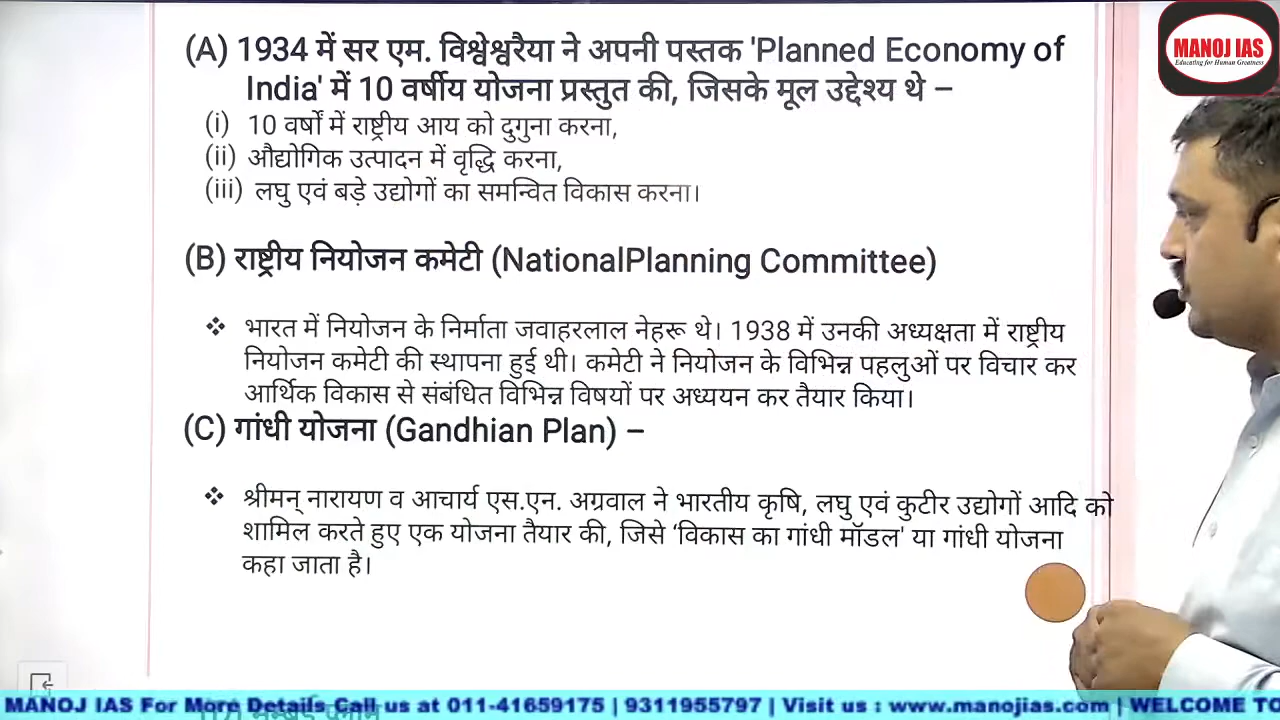 MANOJ IAS
Educating for Human Greatness
(A) 1934 में सर एम. विश्वेश्वरैया ने अपनी पस्तक 'Planned Economy of
India' में 10 वर्षीय योजना प्रस्तुत की, जिसके मूल उद्देश्य थे –
(i) 10 वर्षों में राष्ट्रीय आय को दुगुना करना,
(ii) औद्योगिक उत्पादन में वृद्धि करना,
(iii) लघु एवं बड़े उद्योगों का समन्वित विकास करना।
(B) राष्ट्रीय नियोजन कमेटी (NationalPlanning Committee)
❖ भारत में नियोजन के निर्माता जवाहरलाल नेहरू थे। 1938 में उनकी अध्यक्षता में राष्ट्रीय
नियोजन कमेटी की स्थापना हुई थी। कमेटी ने नियोजन के विभिन्न पहलुओं पर विचार कर
आर्थिक विकास से संबंधित विभिन्न विषयों पर अध्ययन कर तैयार किया।
(C) गांधी योजना (Gandhian Plan) –
❖ श्रीमन् नारायण व आचार्य एस.एन. अग्रवाल ने भारतीय कृषि, लघु एवं कुटीर उद्योगों आदि को
शामिल करते हुए एक योजना तैयार की, जिसे ‘विकास का गांधी मॉडल' या गांधी योजना
कहा जाता है।
MANOJ IAS For More Details Call us at 011-41659175 | 9311955797 | Visit us : www.manojias.com | WELCOME TO